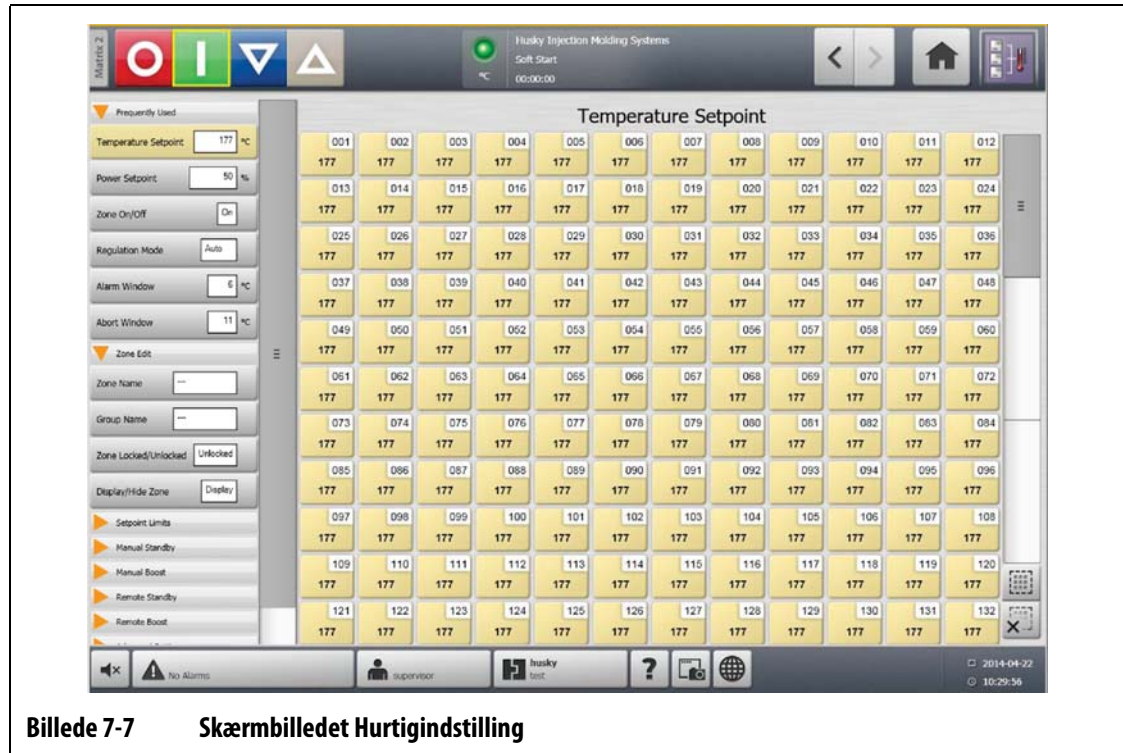 Matrix 2
Husky Injection Molding Systems
Soft Start
°C 00:00:00
Frequently Used
Temperature Setpoint 177 °C
Power Setpoint 50 %
Zone On/Off On
Regulation Mode Auto
Alarm Window 6 °C
Abort Window 11 °C
Zone Edit
Zone Name ---
Group Name ---
Zone Locked/Unlocked Unlocked
Display/Hide Zone Display
Setpoint Limits
Manual Standby
Manual Boost
Remote Standby
Remote Boost
Temperature Setpoint
001 002 003 004 005 006 007 008 009 010 011 012
177 177 177 177 177 177 177 177 177 177 177 177
013 014 015 016 017 018 019 020 021 022 023 024
177 177 177 177 177 177 177 177 177 177 177 177
025 026 027 028 029 030 031 032 033 034 035 036
177 177 177 177 177 177 177 177 177 177 177 177
037 038 039 040 041 042 043 044 045 046 047 048
177 177 177 177 177 177 177 177 177 177 177 177
049 050 051 052 053 054 055 056 057 058 059 060
177 177 177 177 177 177 177 177 177 177 177 177
061 062 063 064 065 066 067 068 069 070 071 072
177 177 177 177 177 177 177 177 177 177 177 177
073 074 075 076 077 078 079 080 081 082 083 084
177 177 177 177 177 177 177 177 177 177 177 177
085 086 087 088 089 090 091 092 093 094 095 096
177 177 177 177 177 177 177 177 177 177 177 177
097 098 099 100 101 102 103 104 105 106 107 108
177 177 177 177 177 177 177 177 177 177 177 177
109 110 111 112 113 114 115 116 117 118 119 120
177 177 177 177 177 177 177 177 177 177 177 177
121 122 123 124 125 126 127 128 129 130 131 132
177 177 177 177 177 177 177 177 177 177 177 177
No Alarms
supervisor
husky
test
?
2014-04-22
10:29:56
Billede 7-7 Skærmbilledet Hurtigindstilling